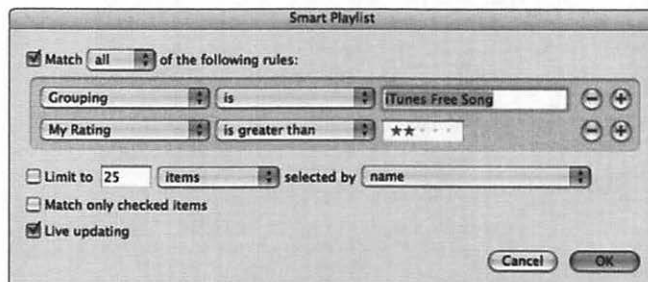 Smart Playlist
Match all of the following rules:
Grouping is iTunes Free Song
My Rating is greater than ★★···
Limit to 25 items selected by name
Match only checked items
Live updating
Cancel OK